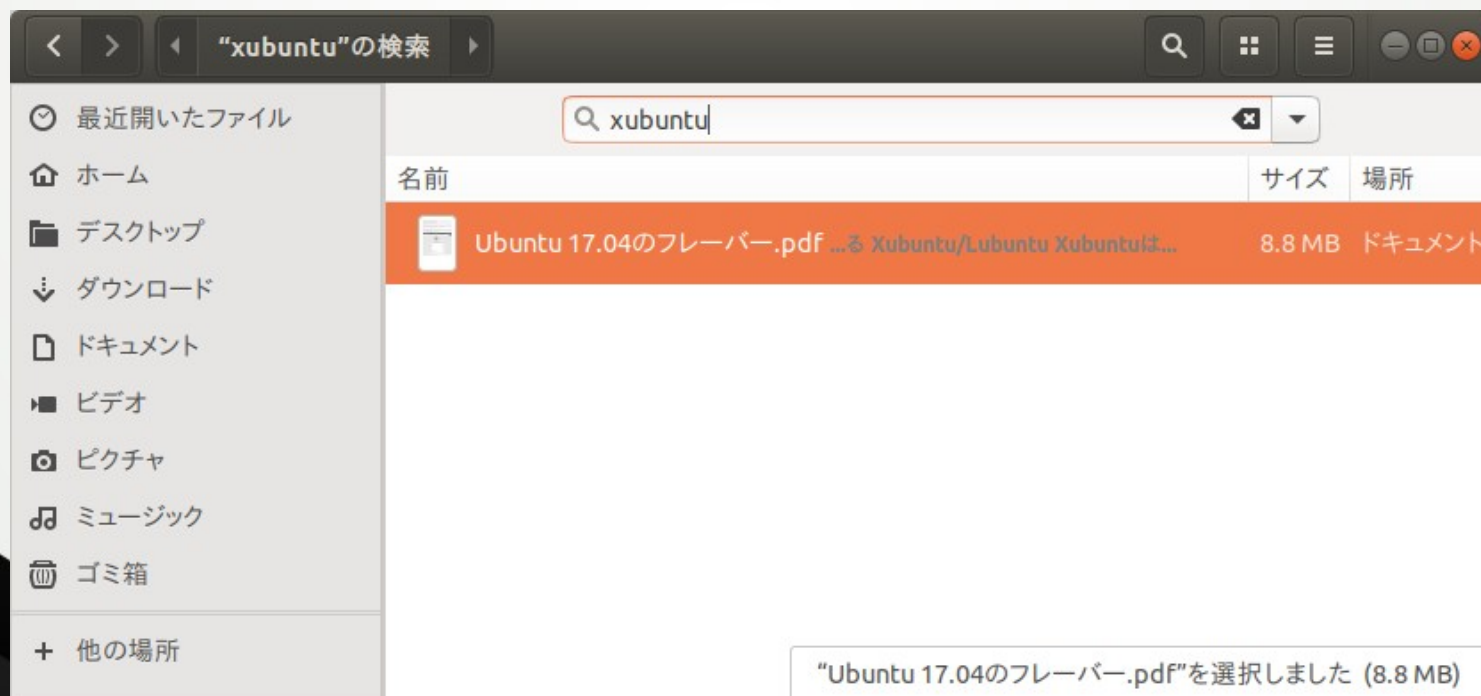 “xubuntu”の検索
最近開いたファイル
ホーム
デスクトップ
ダウンロード
ドキュメント
ビデオ
ピクチャ
ミュージック
ゴミ箱
他の場所
xubuntu
名前 サイズ 場所
Ubuntu 17.04のフレーバー.pdf ...る Xubuntu/Lubuntu Xubuntuは... 8.8 MB ドキュメント
“Ubuntu 17.04のフレーバー.pdf”を選択しました (8.8 MB)